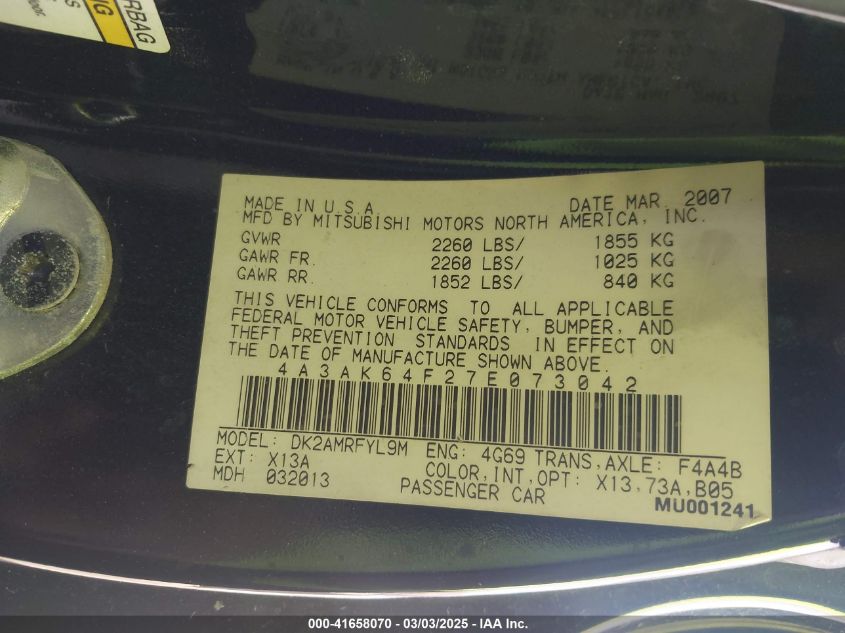 RBAG
NG
S
MADE IN U.S.A. DATE MAR. 2007
MFD BY MITSUBISHI MOTORS NORTH AMERICA, INC.
GVWR 2260 LBS/ 1855 KG
GAWR FR. 2260 LBS/ 1025 KG
GAWR RR. 1852 LBS/ 840 KG
THIS VEHICLE CONFORMS TO ALL APPLICABLE
FEDERAL MOTOR VEHICLE SAFETY, BUMPER, AND
THEFT PREVENTION STANDARDS IN EFFECT ON
THE DATE OF MANUFACTURE SHOWN ABOVE.
4A3AK64F27E073042
MODEL: DK2AMRFYL9M ENG: 4G69 TRANS,AXLE: F4A4B
EXT: X13A COLOR,INT,OPT: X13,73A,B05
MDH 032013 PASSENGER CAR
MU001241
000-41658070 — 03/03/2025 — IAA Inc.